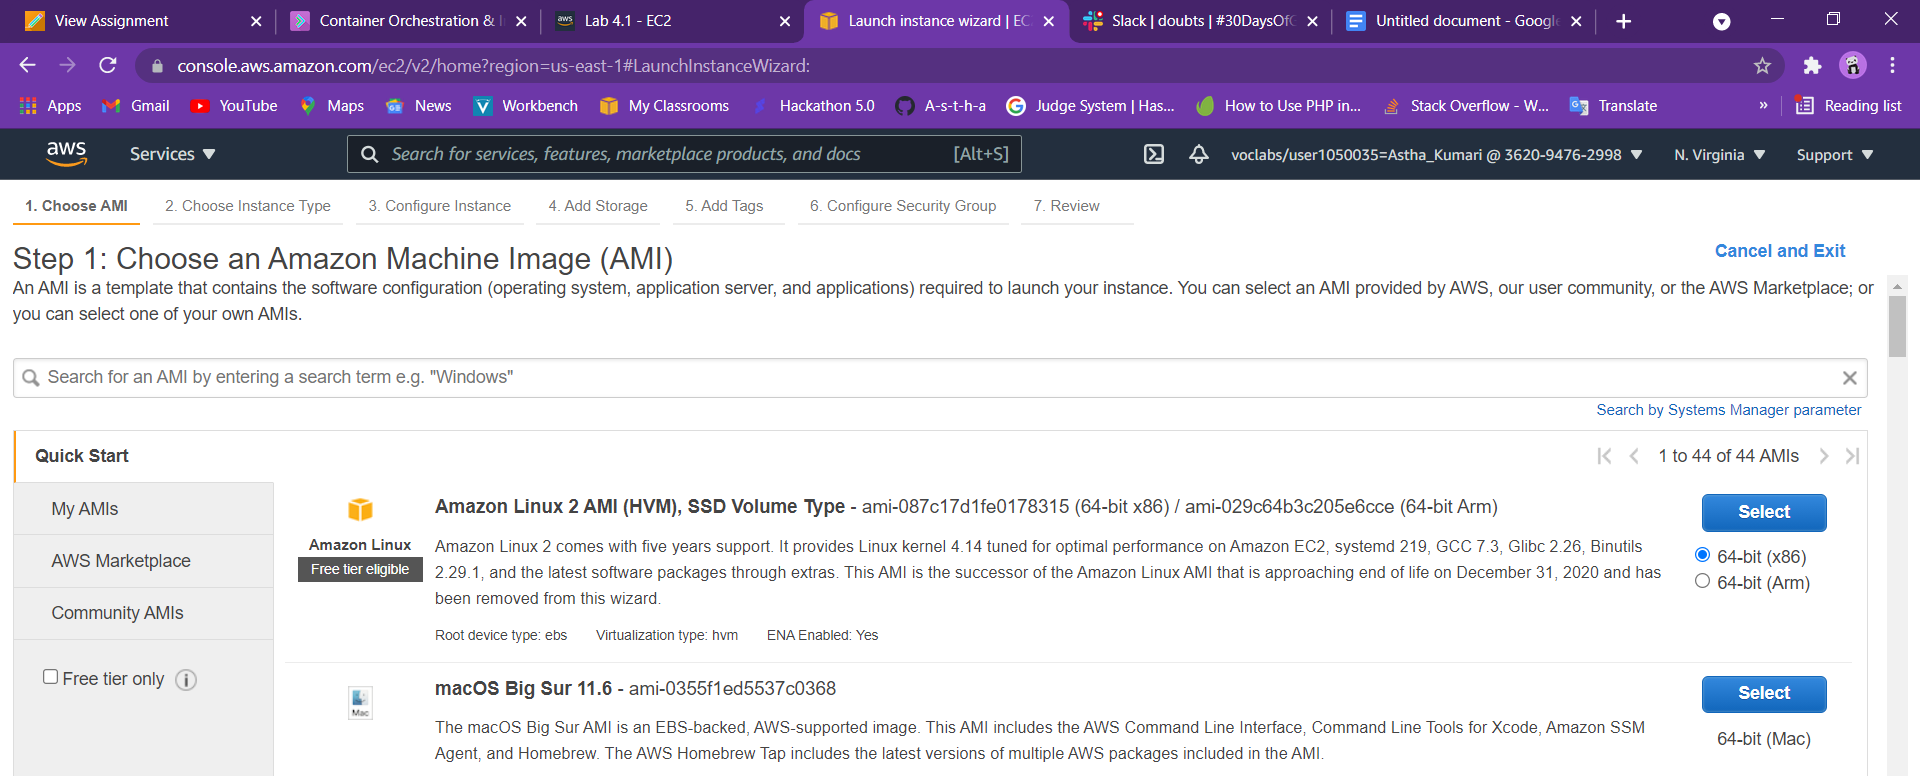 View Assignment
Container Orchestration & I
Lab 4.1 - EC2
Launch instance wizard | EC
Slack | doubts | #30DaysOfC
Untitled document - Google
console.aws.amazon.com/ec2/v2/home?region=us-east-1#LaunchInstanceWizard:
Apps
Gmail
YouTube
Maps
News
Workbench
My Classrooms
Hackathon 5.0
A-s-t-h-a
Judge System | Has...
How to Use PHP in...
Stack Overflow - W...
Translate
»
Reading list
aws
Services
Search for services, features, marketplace products, and docs
[Alt+S]
voclabs/user1050035=Astha_Kumari @ 3620-9476-2998
N. Virginia
Support
1. Choose AMI
2. Choose Instance Type
3. Configure Instance
4. Add Storage
5. Add Tags
6. Configure Security Group
7. Review
Step 1: Choose an Amazon Machine Image (AMI)
Cancel and Exit
An AMI is a template that contains the software configuration (operating system, application server, and applications) required to launch your instance. You can select an AMI provided by AWS, our user community, or the AWS Marketplace; or
you can select one of your own AMIs.
Search for an AMI by entering a search term e.g. "Windows"
Search by Systems Manager parameter
Quick Start
1 to 44 of 44 AMIs
My AMIs
AWS Marketplace
Community AMIs
Free tier only
Amazon Linux
Free tier eligible
Amazon Linux 2 AMI (HVM), SSD Volume Type - ami-087c17d1fe0178315 (64-bit x86) / ami-029c64b3c205e6cce (64-bit Arm)
Amazon Linux 2 comes with five years support. It provides Linux kernel 4.14 tuned for optimal performance on Amazon EC2, systemd 219, GCC 7.3, Glibc 2.26, Binutils
2.29.1, and the latest software packages through extras. This AMI is the successor of the Amazon Linux AMI that is approaching end of life on December 31, 2020 and has
been removed from this wizard.
Root device type: ebs
Virtualization type: hvm
ENA Enabled: Yes
Select
64-bit (x86)
64-bit (Arm)
Mac
macOS Big Sur 11.6 - ami-0355f1ed5537c0368
The macOS Big Sur AMI is an EBS-backed, AWS-supported image. This AMI includes the AWS Command Line Interface, Command Line Tools for Xcode, Amazon SSM
Agent, and Homebrew. The AWS Homebrew Tap includes the latest versions of multiple AWS packages included in the AMI.
Select
64-bit (Mac)